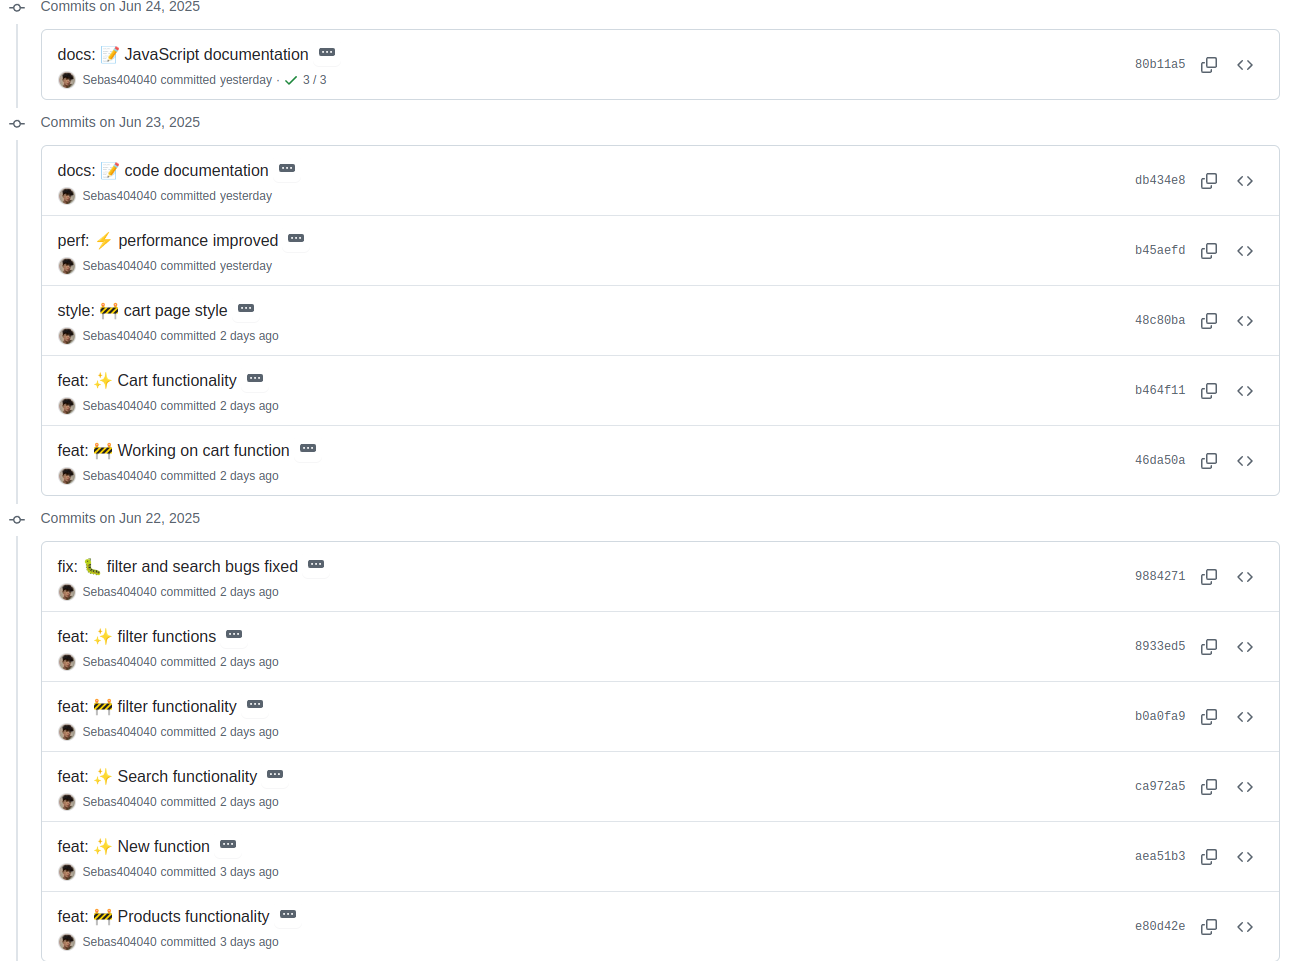 Commits on Jun 24, 2025
docs: 📝 JavaScript documentation
Sebas404040 committed yesterday · ✓ 3 / 3
80b11a5
Commits on Jun 23, 2025
docs: 📝 code documentation
Sebas404040 committed yesterday
db434e8
perf: ⚡ performance improved
Sebas404040 committed yesterday
b45aefd
style: 🚧 cart page style
Sebas404040 committed 2 days ago
48c80ba
feat: ✨ Cart functionality
Sebas404040 committed 2 days ago
b464f11
feat: 🚧 Working on cart function
Sebas404040 committed 2 days ago
46da50a
Commits on Jun 22, 2025
fix: 🐛 filter and search bugs fixed
Sebas404040 committed 2 days ago
9884271
feat: ✨ filter functions
Sebas404040 committed 2 days ago
8933ed5
feat: 🚧 filter functionality
Sebas404040 committed 2 days ago
b0a0fa9
feat: ✨ Search functionality
Sebas404040 committed 2 days ago
ca972a5
feat: ✨ New function
Sebas404040 committed 3 days ago
aea51b3
feat: 🚧 Products functionality
Sebas404040 committed 3 days ago
e80d42e